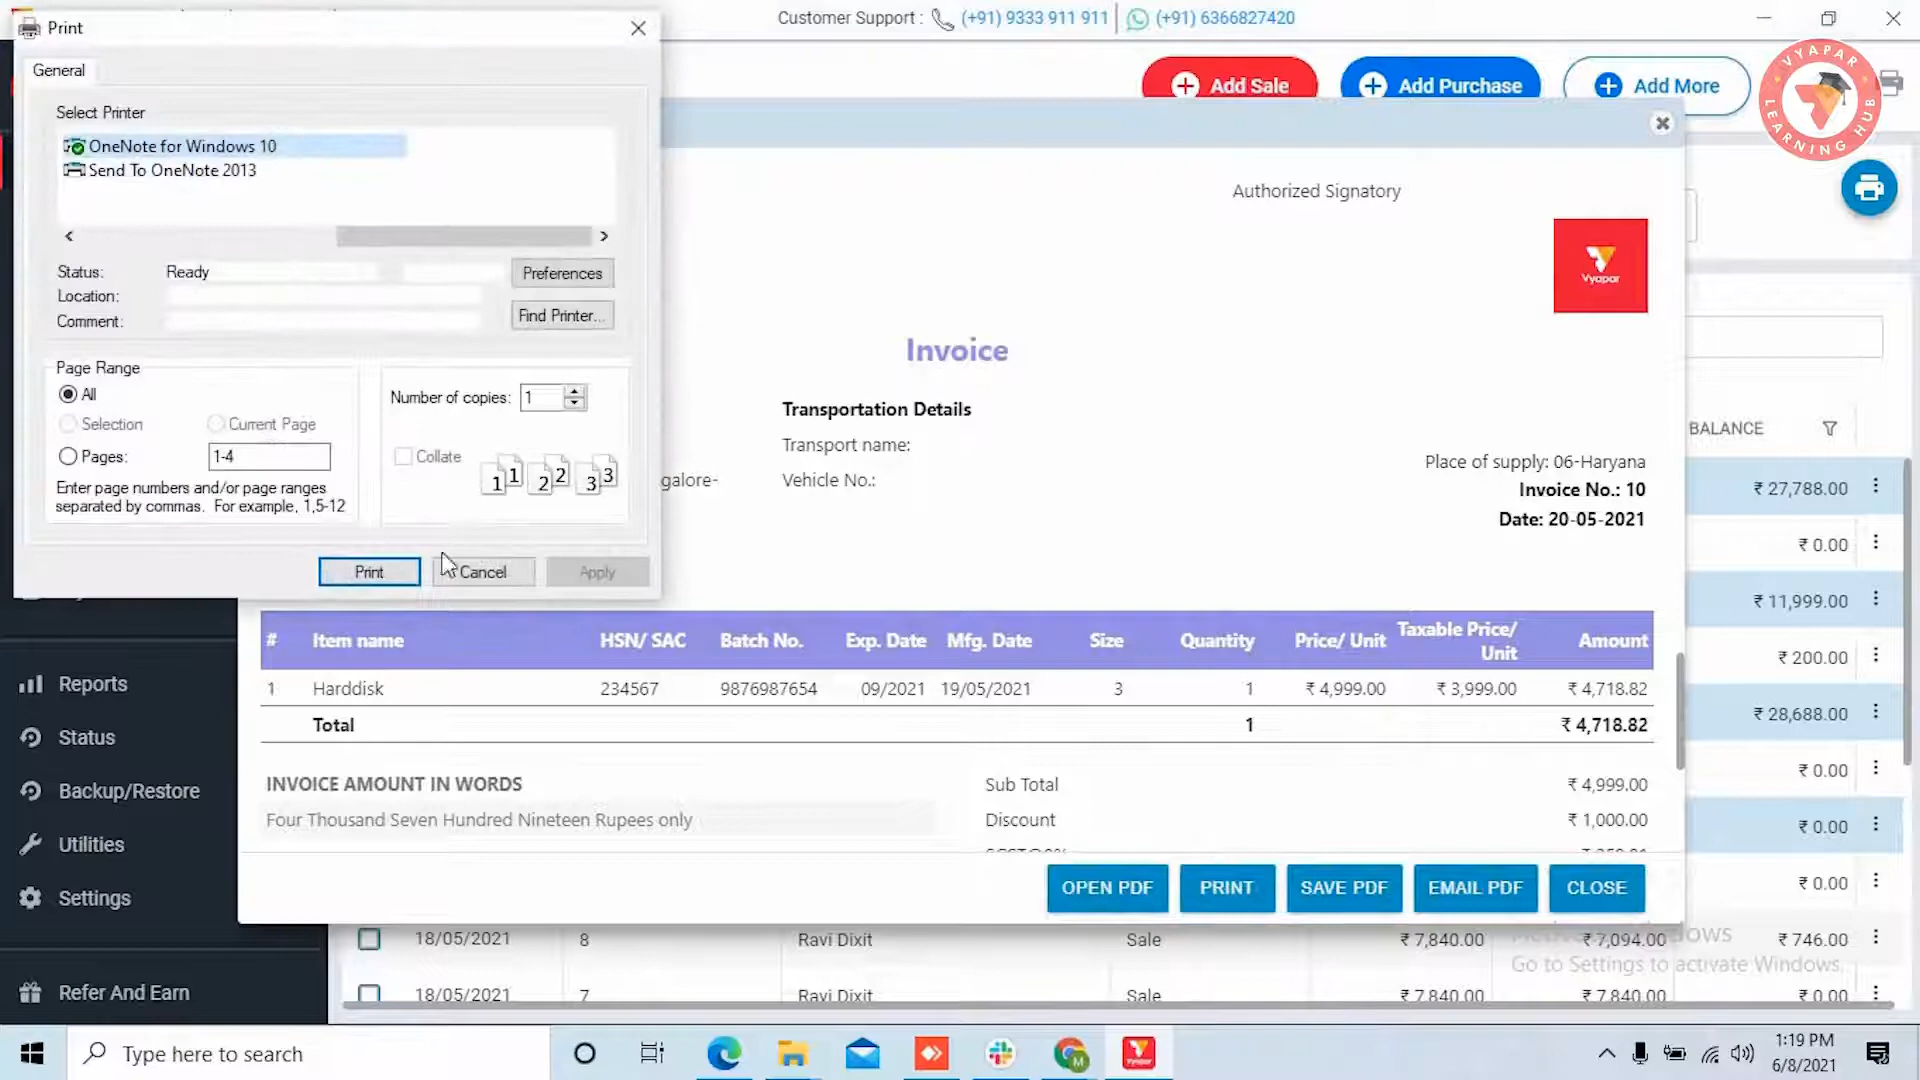 Print
Customer Support :
(+91) 9333 911 911
(+91) 6366827420
General
Add Sale
Add Purchase
Add More
VYAPAR
LEARNING HUB
Select Printer
OneNote for Windows 10
Send To OneNote 2013
Authorized Signatory
Vyapar
Status:
Ready
Preferences
Location:
Comment:
Find Printer...
Invoice
Page Range
All
Number of copies: 1
Selection
Current Page
Pages:
1-4
Collate
1 1 2 2 3 3
Enter page numbers and/or page ranges
separated by commas. For example, 1,5-12
Print
Cancel
Apply
Transportation Details
Transport name:
galore-
Vehicle No.:
Place of supply: 06-Haryana
Invoice No.: 10
Date: 20-05-2021
BALANCE
₹ 27,788.00
₹ 0.00
₹ 11,999.00
₹ 200.00
₹ 28,688.00
₹ 0.00
₹ 0.00
₹ 0.00
# Item name HSN/ SAC Batch No. Exp. Date Mfg. Date Size Quantity Price/ Unit Taxable Price/ Unit Amount
1 Harddisk 234567 9876987654 09/2021 19/05/2021 3 1 ₹ 4,999.00 ₹ 3,999.00 ₹ 4,718.82
Total 1 ₹ 4,718.82
INVOICE AMOUNT IN WORDS
Four Thousand Seven Hundred Nineteen Rupees only
Sub Total ₹ 4,999.00
Discount ₹ 1,000.00
OPEN PDF
PRINT
SAVE PDF
EMAIL PDF
CLOSE
Reports
Status
Backup/Restore
Utilities
Settings
Refer And Earn
18/05/2021 8 Ravi Dixit Sale ₹ 7,840.00 ₹ 7,094.00 ₹ 746.00
18/05/2021 7 Ravi Dixit Sale ₹ 7,840.00 ₹ 7,840.00 ₹ 0.00
Go to Settings to activate Windows.
Type here to search
M
Vyapar
1:19 PM
6/8/2021